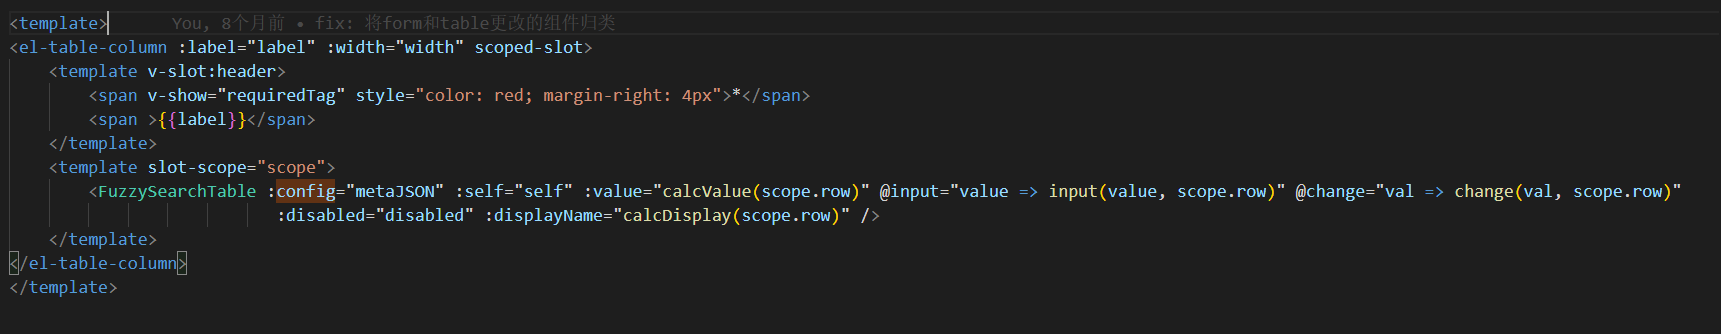 <template>    You, 8个月前 • fix: 将form和table更改的组件归类
<el-table-column :label="label" :width="width" scoped-slot>
    <template v-slot:header>
        <span v-show="requiredTag" style="color: red; margin-right: 4px">*</span>
        <span >{{label}}</span>
    </template>
    <template slot-scope="scope">
        <FuzzySearchTable :config="metaJSON" :self="self" :value="calcValue(scope.row)" @input="value => input(value, scope.row)" @change="val => change(val, scope.row)"
                           :disabled="disabled" :displayName="calcDisplay(scope.row)" />
    </template>
</el-table-column>
</template>